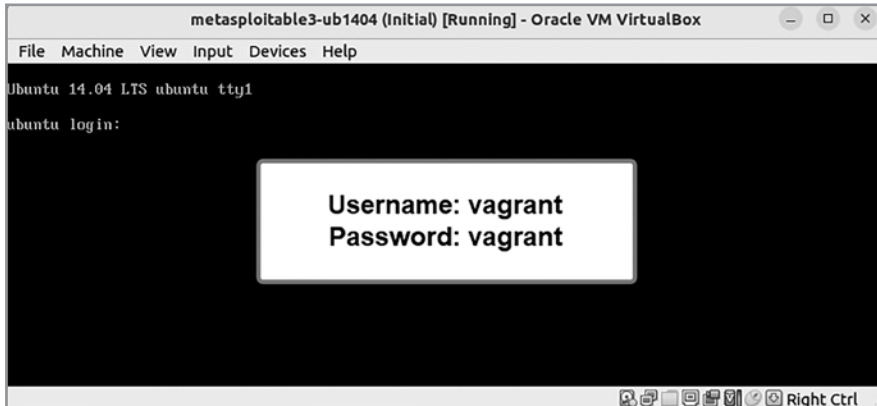 metasploitable3-ub1404 (Initial) [Running] - Oracle VM VirtualBox
File Machine View Input Devices Help
Ubuntu 14.04 LTS ubuntu tty1
ubuntu login:
Username: vagrant
Password: vagrant
Right Ctrl